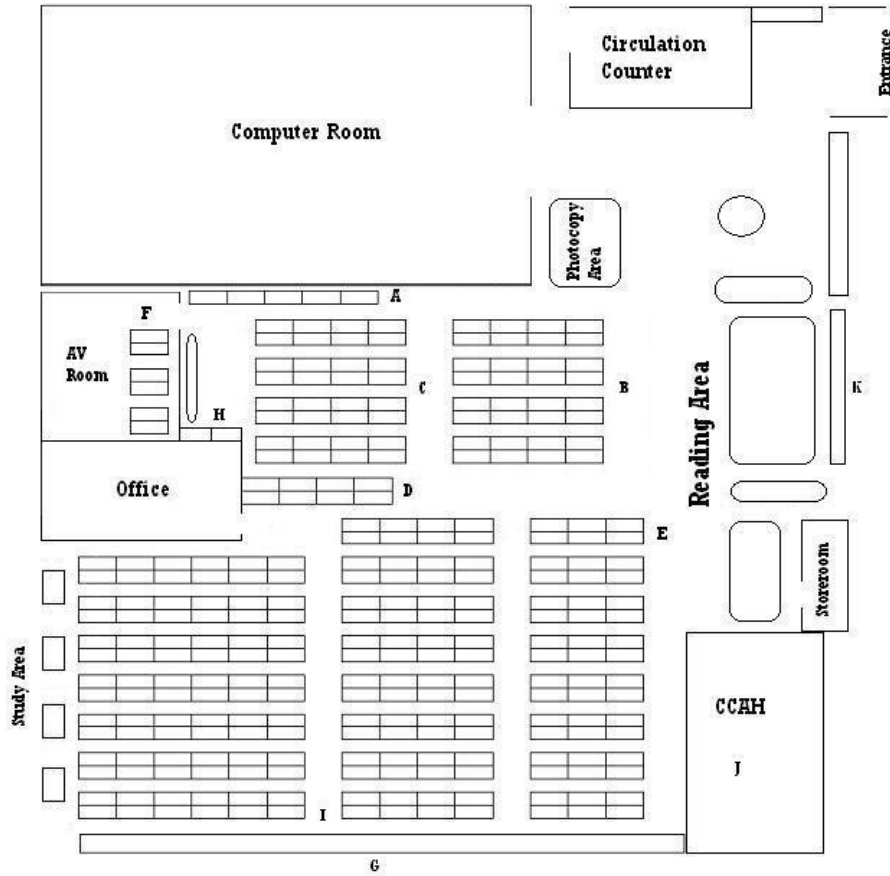 Circulation
Counter
Entrance
Computer Room
Photocopy
Area
A
F
AV
Room
H
C
B
K
Reading Area
Office
D
E
Storeroom
Study Area
CCAH
J
I
G